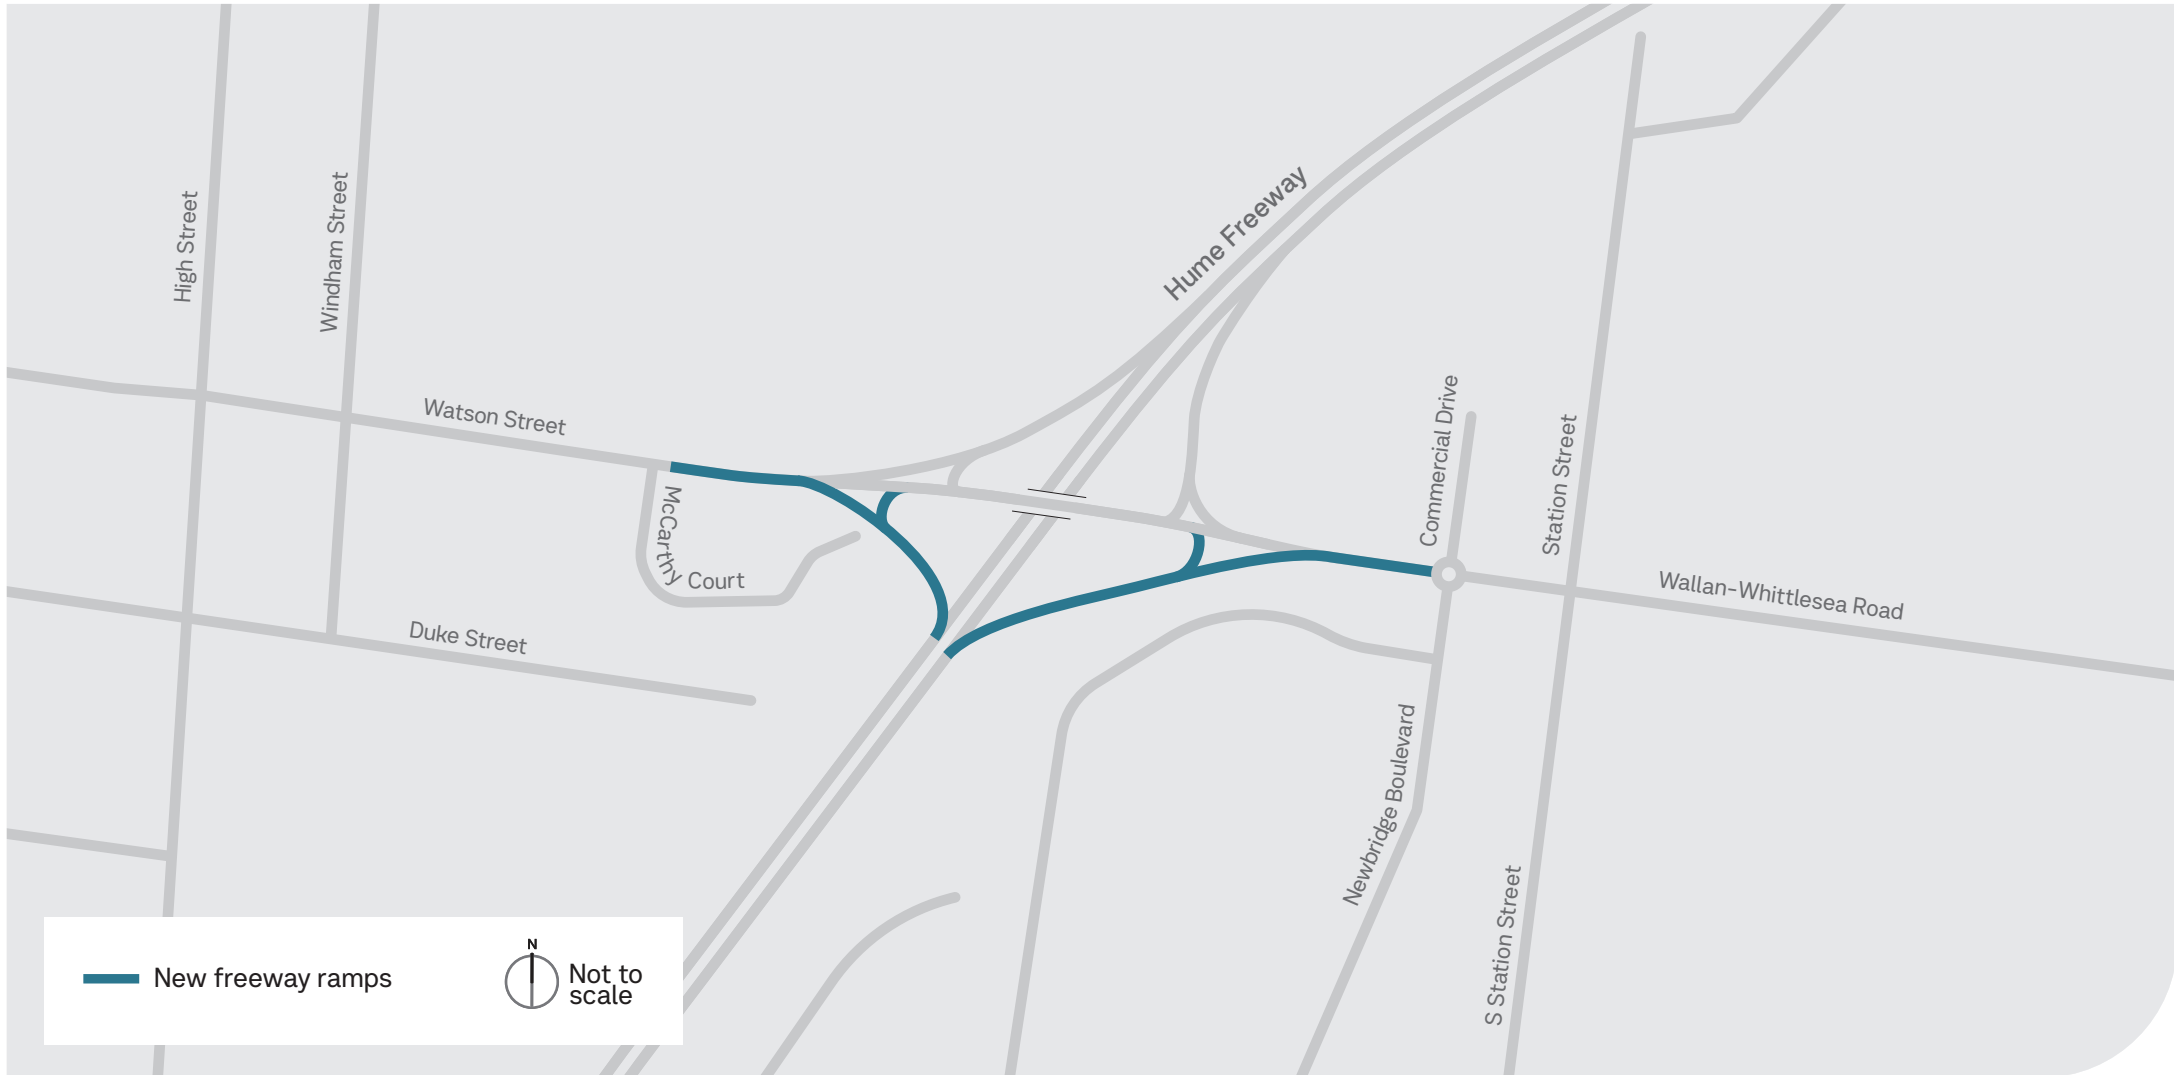 Hume Freeway
High Street
Windham Street
Watson Street
Commercial Drive
Station Street
McCarthy Court
Wallan-Whittlesea Road
Duke Street
Newbridge Boulevard
S Station Street
New freeway ramps
N
Not to
scale